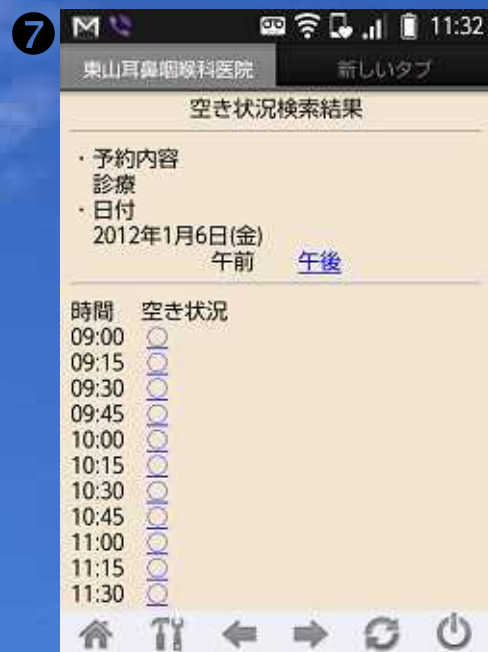 ❼
11:32
東山耳鼻咽喉科医院 新しいタブ
空き状況検索結果
・予約内容
診療
・日付
2012年1月6日(金)
午前 午後
時間 空き状況
09:00 ○
09:15 ○
09:30 ○
09:45 ○
10:00 ○
10:15 ○
10:30 ○
10:45 ○
11:00 ○
11:15 ○
11:30 ○